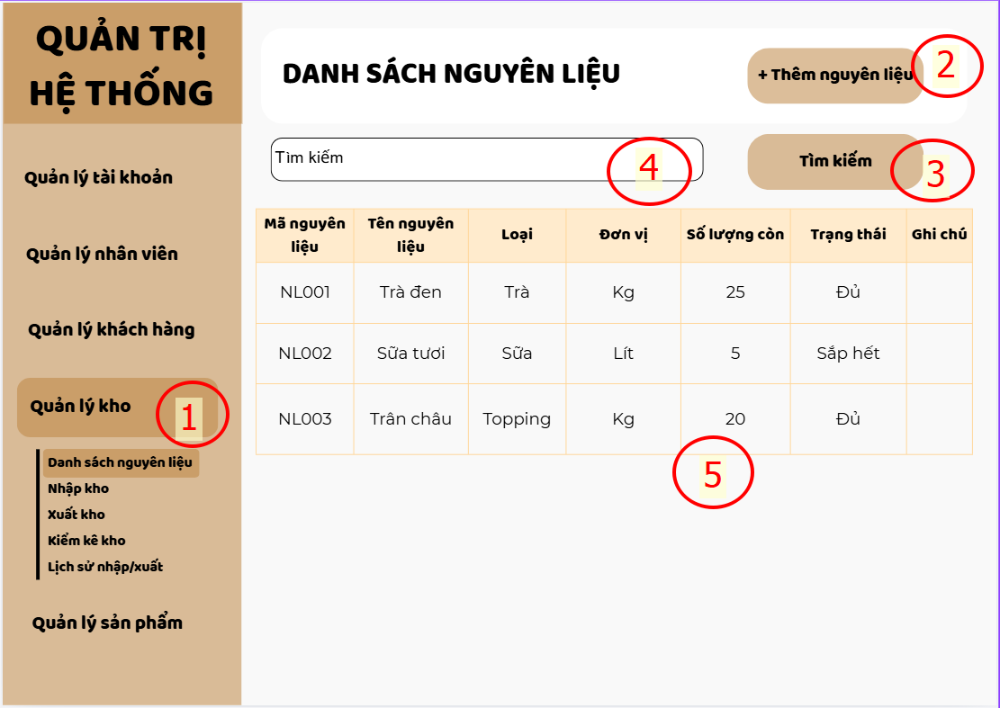 QUẢN TRỊ
HỆ THỐNG
Quản lý tài khoản
Quản lý nhân viên
Quản lý khách hàng
Quản lý kho
1
Danh sách nguyên liệu
Nhập kho
Xuất kho
Kiểm kê kho
Lịch sử nhập/xuất
Quản lý sản phẩm
DANH SÁCH NGUYÊN LIỆU
+ Thêm nguyên liệu
2
Tìm kiếm
4
Tìm kiếm
3
Mã nguyên liệu Tên nguyên liệu Loại Đơn vị Số lượng còn Trạng thái Ghi chú
NL001 Trà đen Trà Kg 25 Đủ
NL002 Sữa tươi Sữa Lít 5 Sắp hết
NL003 Trân châu Topping Kg 20 Đủ
5